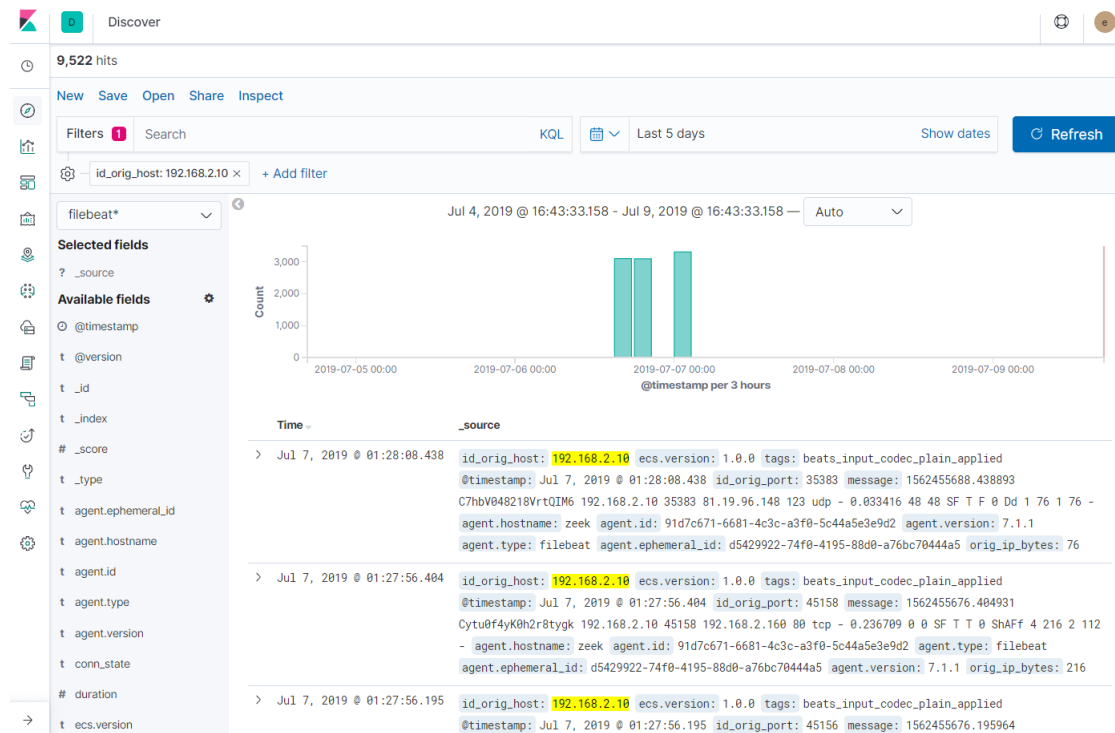 D Discover e
9,522 hits
New Save Open Share Inspect
Filters 1 Search KQL Last 5 days Show dates Refresh
id_orig_host: 192.168.2.10 × + Add filter
filebeat*
Selected fields
? _source
Available fields
@timestamp
t @version
t _id
t _index
# _score
t _type
t agent.ephemeral_id
t agent.hostname
t agent.id
t agent.type
t agent.version
t conn_state
# duration
t ecs.version
Jul 4, 2019 @ 16:43:33.158 - Jul 9, 2019 @ 16:43:33.158 — Auto
Count
3,000
2,000
1,000
0
2019-07-05 00:00 2019-07-06 00:00 2019-07-07 00:00 2019-07-08 00:00 2019-07-09 00:00
@timestamp per 3 hours
Time _source
Jul 7, 2019 @ 01:28:08.438 id_orig_host: 192.168.2.10 ecs.version: 1.0.0 tags: beats_input_codec_plain_applied
@timestamp: Jul 7, 2019 @ 01:28:08.438 id_orig_port: 35383 message: 1562455688.438893
C7hbV048218VrtQIM6 192.168.2.10 35383 81.19.96.148 123 udp - 0.033416 48 48 SF T F 0 Dd 1 76 1 76 -
agent.hostname: zeek agent.id: 91d7c671-6681-4c3c-a3f0-5c44a5e3e9d2 agent.version: 7.1.1
agent.type: filebeat agent.ephemeral_id: d5429922-74f0-4195-88d0-a76bc70444a5 orig_ip_bytes: 76
Jul 7, 2019 @ 01:27:56.404 id_orig_host: 192.168.2.10 ecs.version: 1.0.0 tags: beats_input_codec_plain_applied
@timestamp: Jul 7, 2019 @ 01:27:56.404 id_orig_port: 45158 message: 1562455676.404931
Cytu0f4yK0h2r8tygk 192.168.2.10 45158 192.168.2.160 80 tcp - 0.236709 0 0 SF T T 0 ShAFf 4 216 2 112
- agent.hostname: zeek agent.id: 91d7c671-6681-4c3c-a3f0-5c44a5e3e9d2 agent.type: filebeat
agent.ephemeral_id: d5429922-74f0-4195-88d0-a76bc70444a5 agent.version: 7.1.1 orig_ip_bytes: 216
Jul 7, 2019 @ 01:27:56.195 id_orig_host: 192.168.2.10 ecs.version: 1.0.0 tags: beats_input_codec_plain_applied
@timestamp: Jul 7, 2019 @ 01:27:56.195 id_orig_port: 45156 message: 1562455676.195964